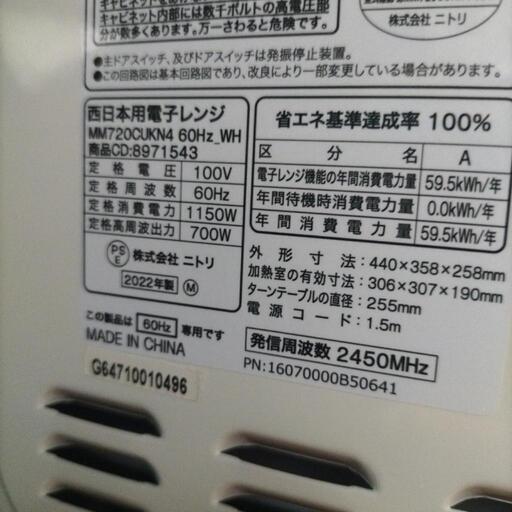 キャビネット内部には数千ボルトの高電圧部
分が数多くあります。万一さわると危険です。
株式会社 ニトリ
●主ドアスイッチ、及びドアスイッチは発振停止装置。
●この回路図は基本回路図であり、改良により一部変更している場合があります。
西日本用電子レンジ
MM720CUKN4 60Hz_WH
商品CD:8971543
定格電圧 100V
定格周波数 60Hz
定格消費電力 1150W
定格高周波出力 700W
PSE 株式会社 ニトリ
2022年製 M
この製品は 60Hz 専用です
MADE IN CHINA
G64710010496
省エネ基準達成率 100%
区分名 A
電子レンジ機能の年間消費電力量 59.5kWh/年
年間待機時消費電力量 0.0kWh/年
年間消費電力量 59.5kWh/年
外形寸法:440×358×258mm
加熱室の有効寸法:306×307×190mm
ターンテーブルの直径:255mm
電源コード:1.5m
発信周波数 2450MHz
PN:16070000B50641